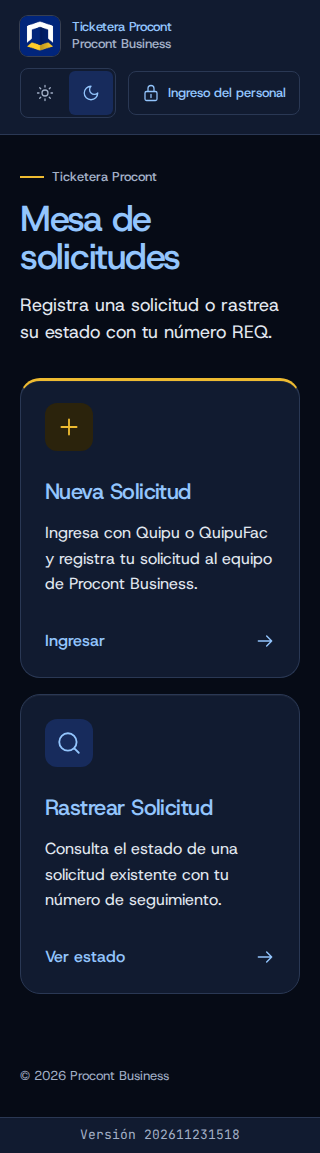 Ticketera Procont
Procont Business
Ingreso del personal
Ticketera Procont
Mesa de
solicitudes
Registra una solicitud o rastrea
su estado con tu número REQ.
Nueva Solicitud
Ingresa con Quipu o QuipuFac
y registra tu solicitud al equipo
de Procont Business.
Ingresar
Rastrear Solicitud
Consulta el estado de una
solicitud existente con tu
número de seguimiento.
Ver estado
© 2026 Procont Business
Versión 202611231518